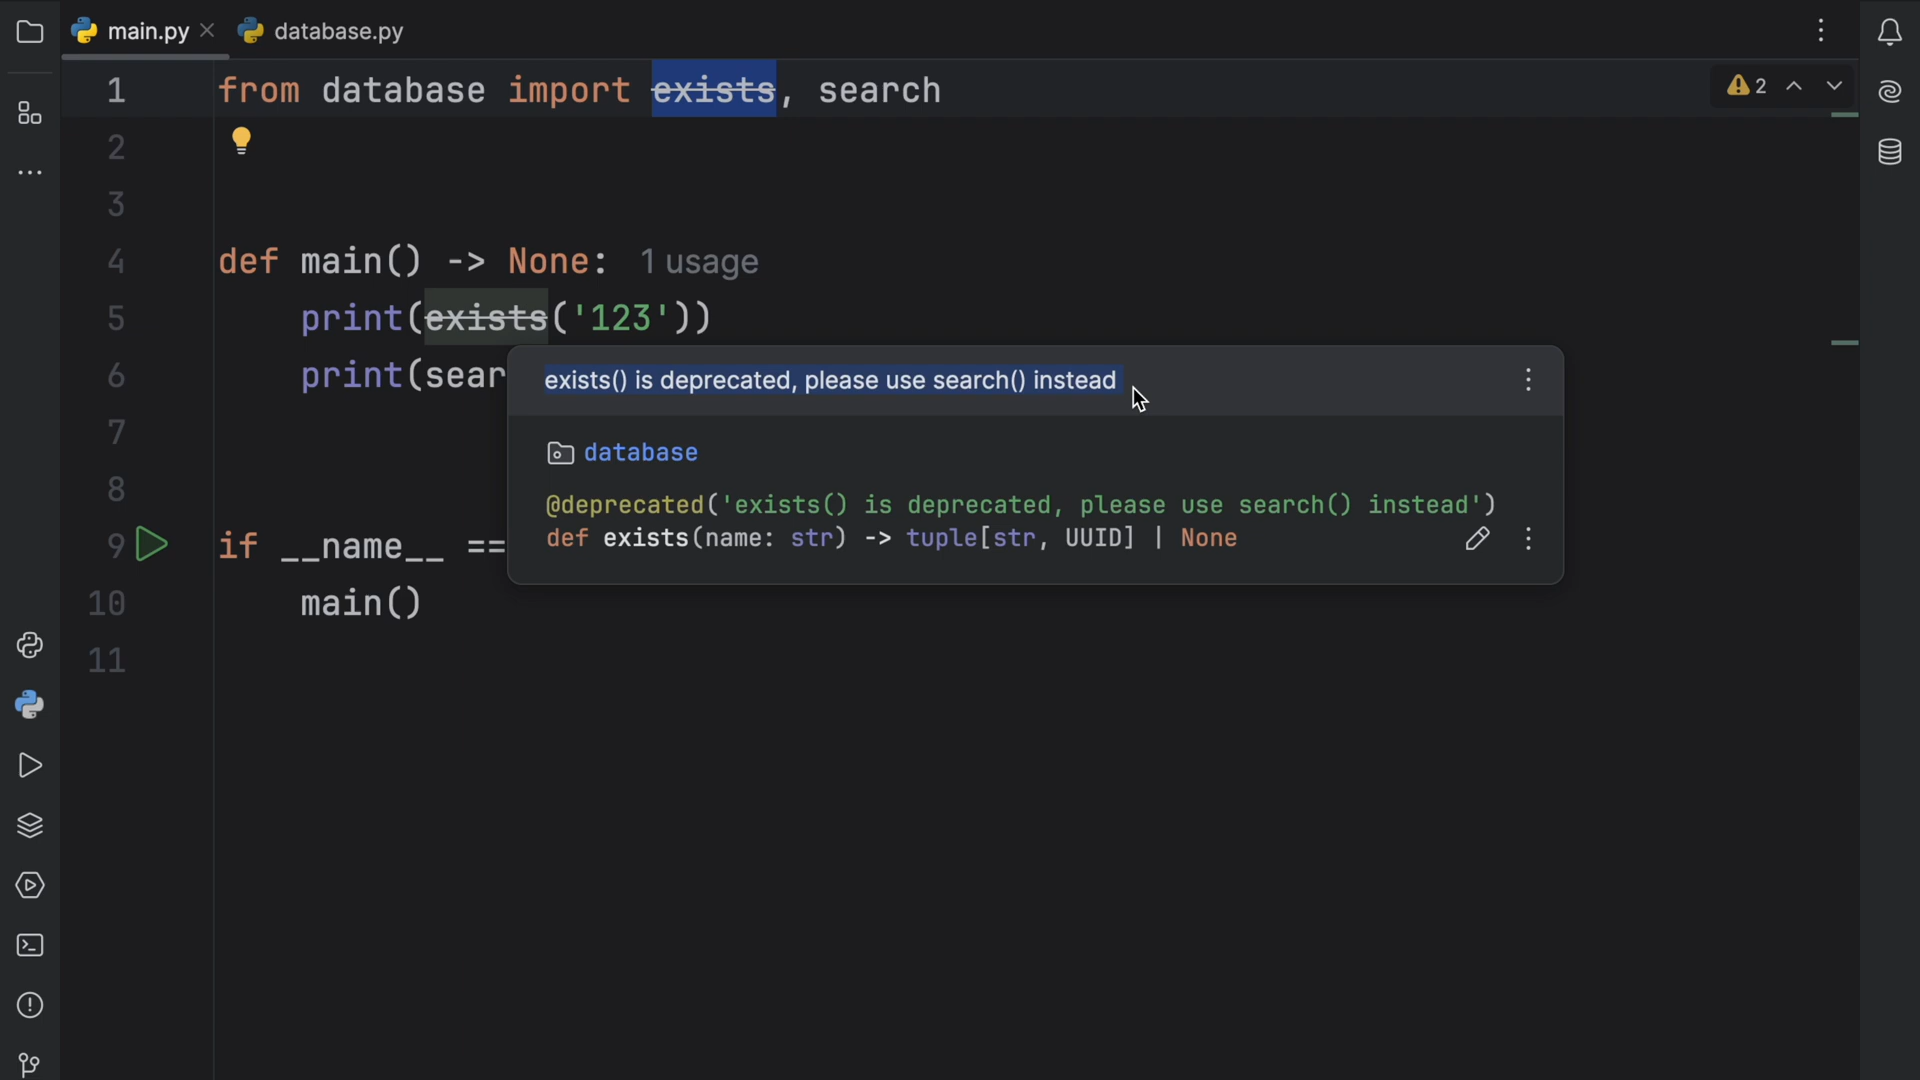 main.py
database.py
1 from database import exists, search
2
2
3
4 def main() -> None: 1 usage
5 print(exists('123'))
6 print(sear
exists() is deprecated, please use search() instead
7
database
8
@deprecated('exists() is deprecated, please use search() instead')
def exists(name: str) -> tuple[str, UUID] | None
9 if __name__ ==
10 main()
11